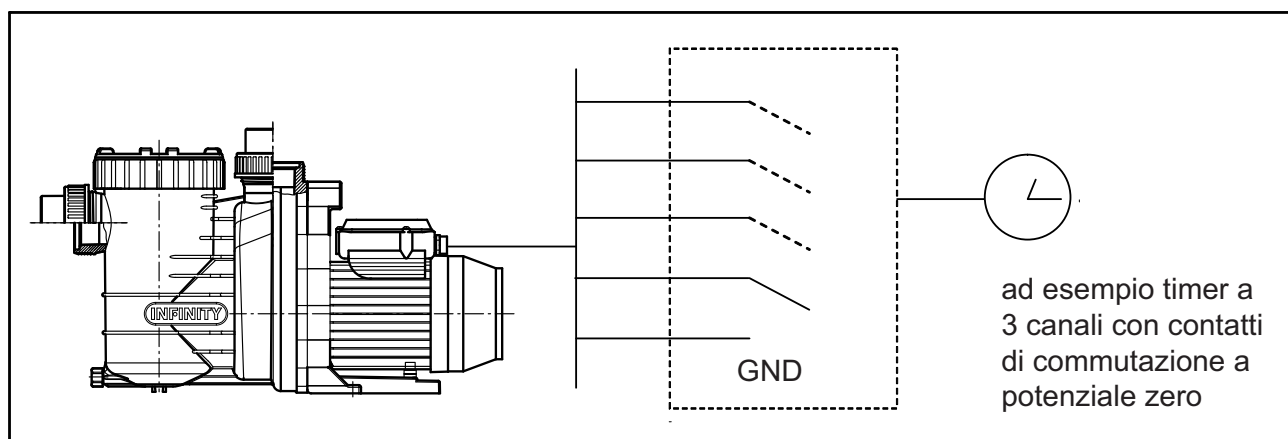 INFINITY
GND
ad esempio timer a
3 canali con contatti
di commutazione a
potenziale zero